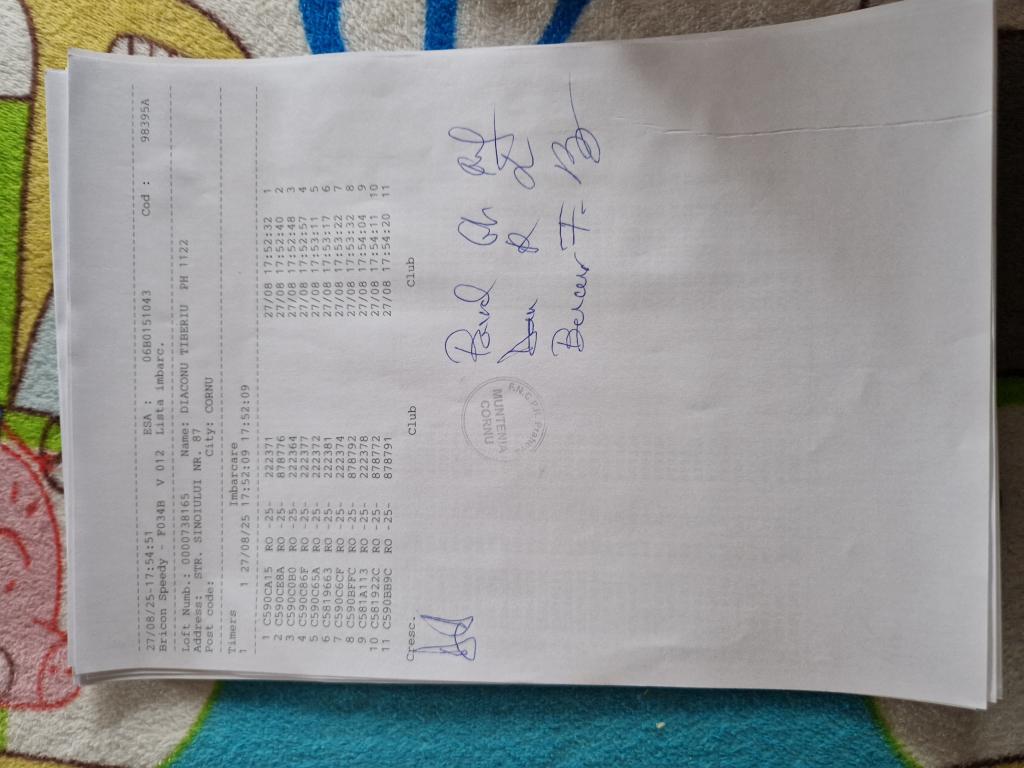 27/08/25-17:54:51 ESA : 06B0151043 Cod : 98395A
Bricon Speedy - F034B V 012 Lista imbarc.
Loft Numb.: 0000738165 Name: DIACONU TIBERIU PH 1122
Address: STR. SINOIULUI NR. 87
Post code: City: CORNU
Timers Imbarcare
1 1 27/08/25 17:52:09 17:52:09
1 C590CA15 RO -25- 222371 27/08 17:52:32 1
2 C590CE8A RO -25- 878776 27/08 17:52:40 2
3 C590C0B0 RO -25- 222364 27/08 17:52:48 3
4 C590C86F RO -25- 222377 27/08 17:52:57 4
5 C590C65A RO -25- 222372 27/08 17:53:11 5
6 C5819663 RO -25- 222381 27/08 17:53:17 6
7 C590C6CF RO -25- 222374 27/08 17:53:22 7
8 C590BFFC RO -25- 878792 27/08 17:53:32 8
9 C581A113 RO -25- 222378 27/08 17:54:04 9
10 C581922C RO -25- 878772 27/08 17:54:11 10
11 C590BB9C RO -25- 878791 27/08 17:54:20 11
Cresc. Club Club
MUNTENIA
CORNU